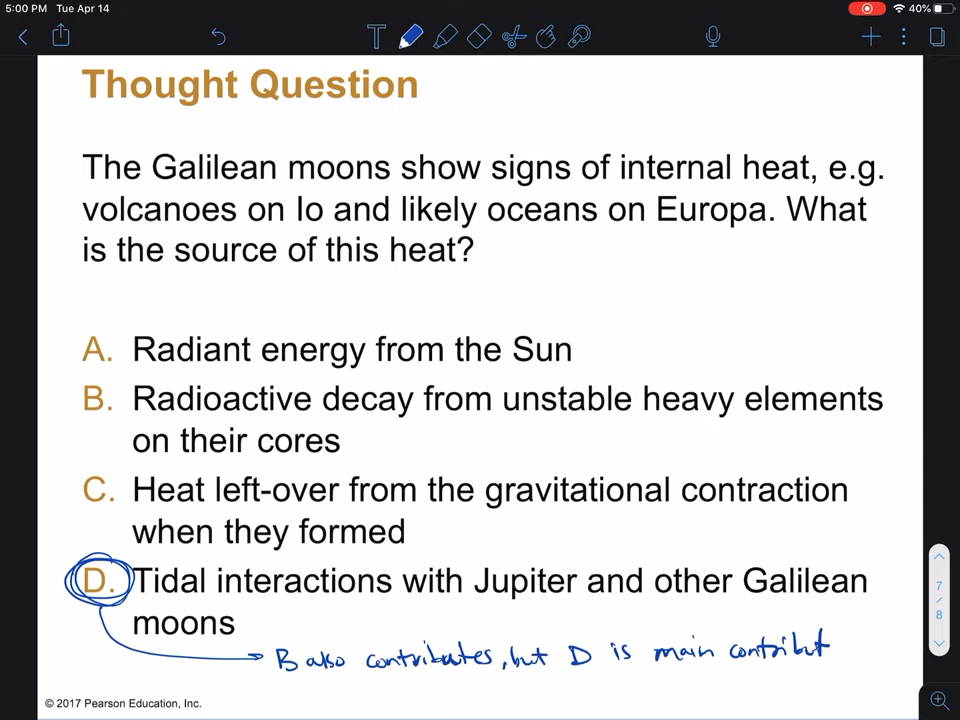 5:00 PM Tue Apr 14
40%
Thought Question
The Galilean moons show signs of internal heat, e.g.
volcanoes on Io and likely oceans on Europa. What
is the source of this heat?
A. Radiant energy from the Sun
B. Radioactive decay from unstable heavy elements
on their cores
C. Heat left-over from the gravitational contraction
when they formed
D. Tidal interactions with Jupiter and other Galilean
moons
B also contributes, but D is main contribut
7
/
8
© 2017 Pearson Education, Inc.